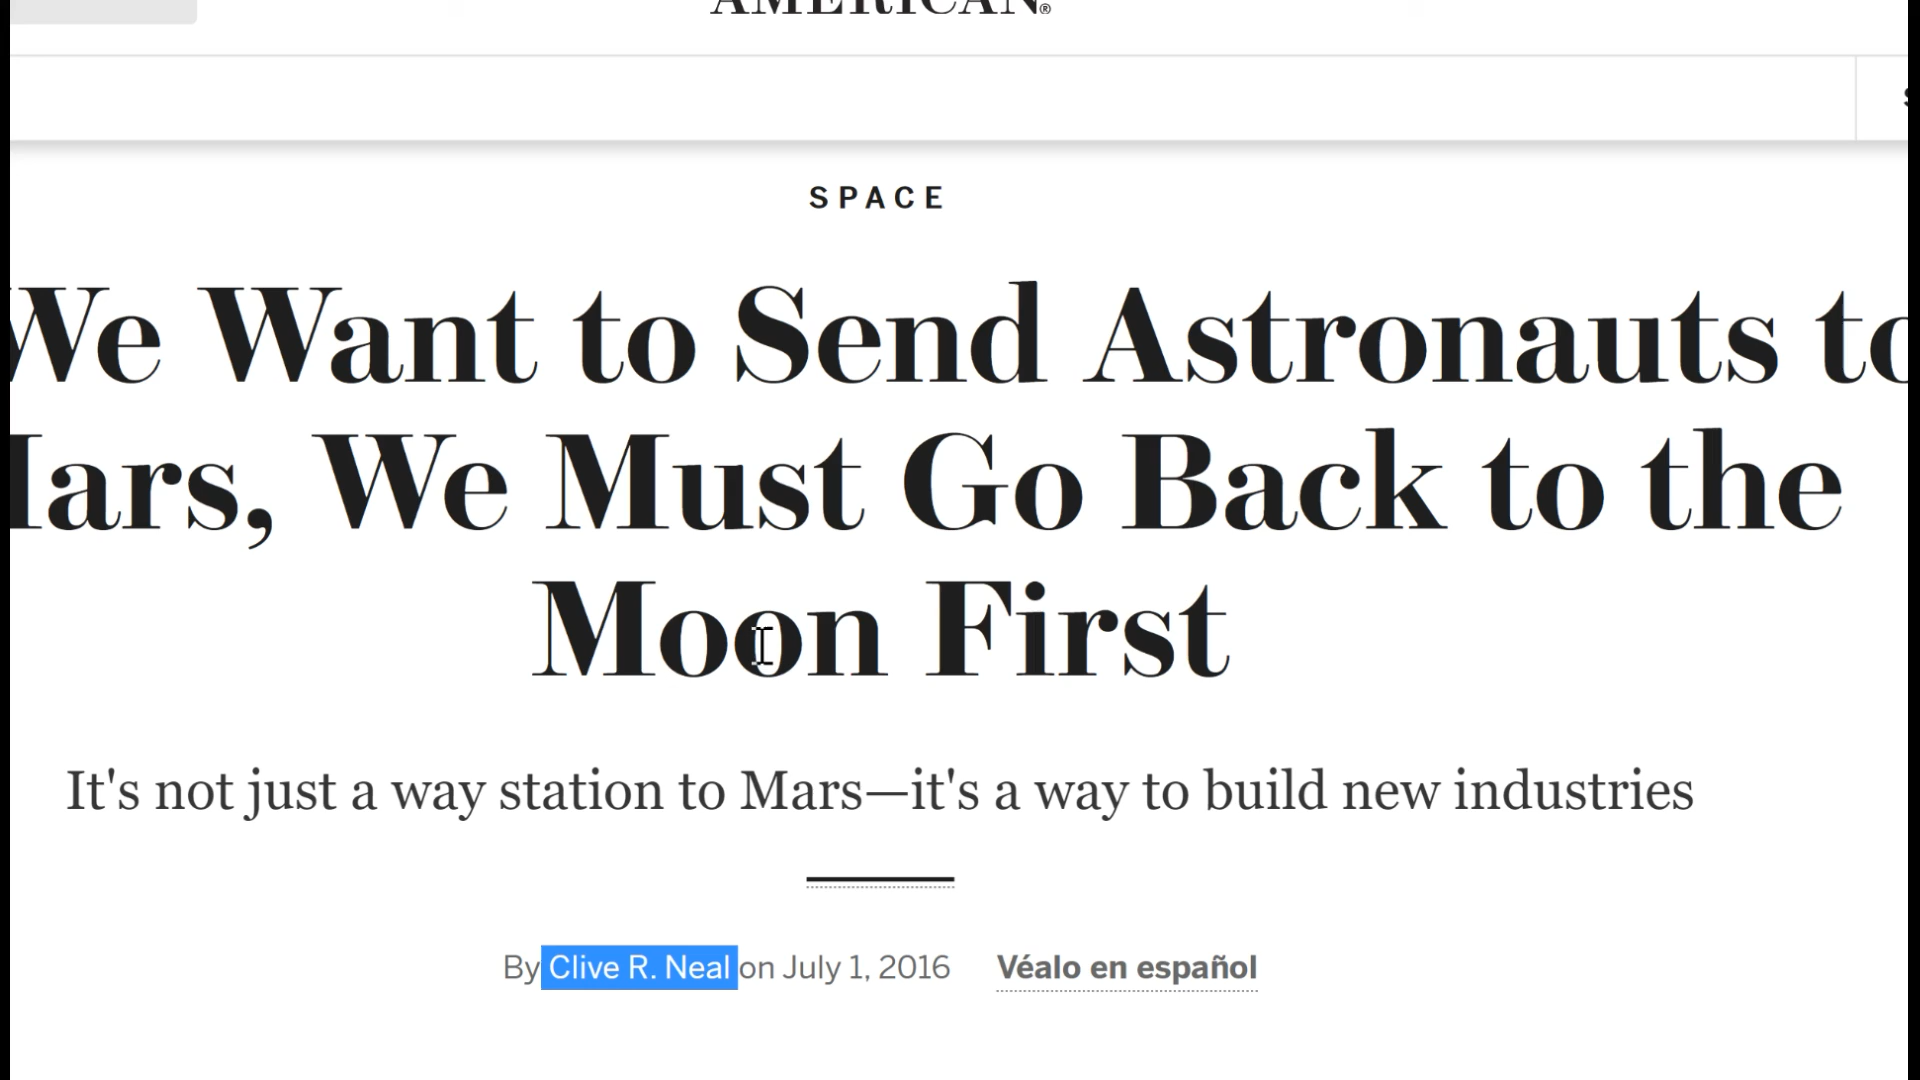 AMERICAN®
SPACE
We Want to Send Astronauts to
Mars, We Must Go Back to the
Moon First
It's not just a way station to Mars—it's a way to build new industries
By Clive R. Neal on July 1, 2016 Véalo en español